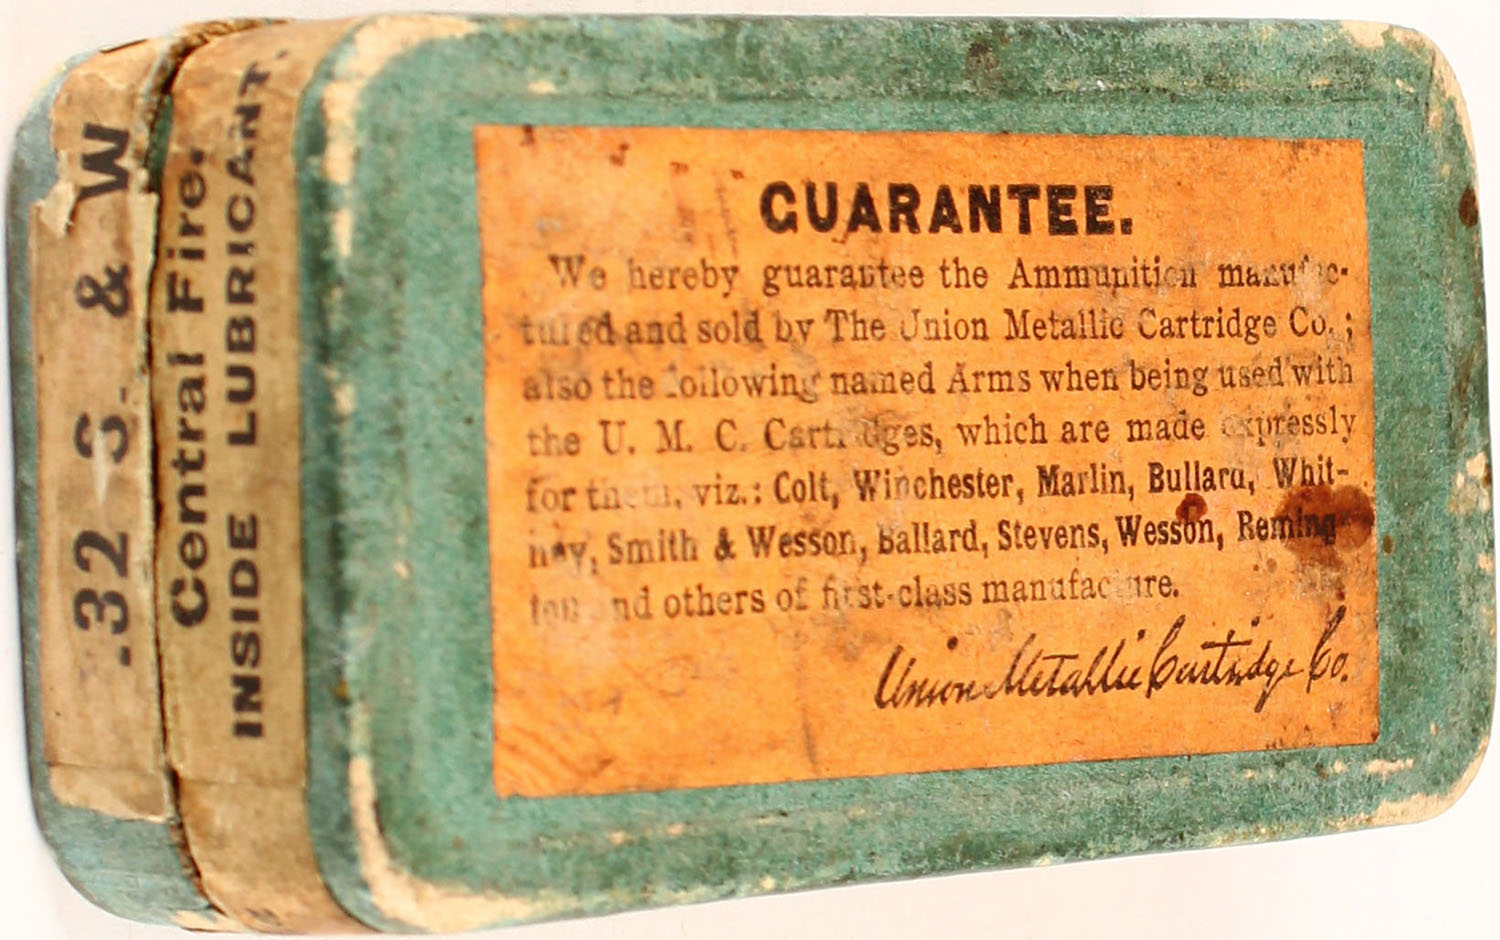 GUARANTEE.
We hereby guarantee the Ammunition manufac-
tured and sold by The Union Metallic Cartridge Co.;
also the following named Arms when being used with
the U. M. C. Cartridges, which are made expressly
for them, viz.: Colt, Winchester, Marlin, Bullard, Whit-
ney, Smith & Wesson, Ballard, Stevens, Wesson, Reming-
ton and others of first-class manufacture.
Union Metallic Cartridge Co.
.32 S. & W
Central Fire.
INSIDE LUBRICANT.